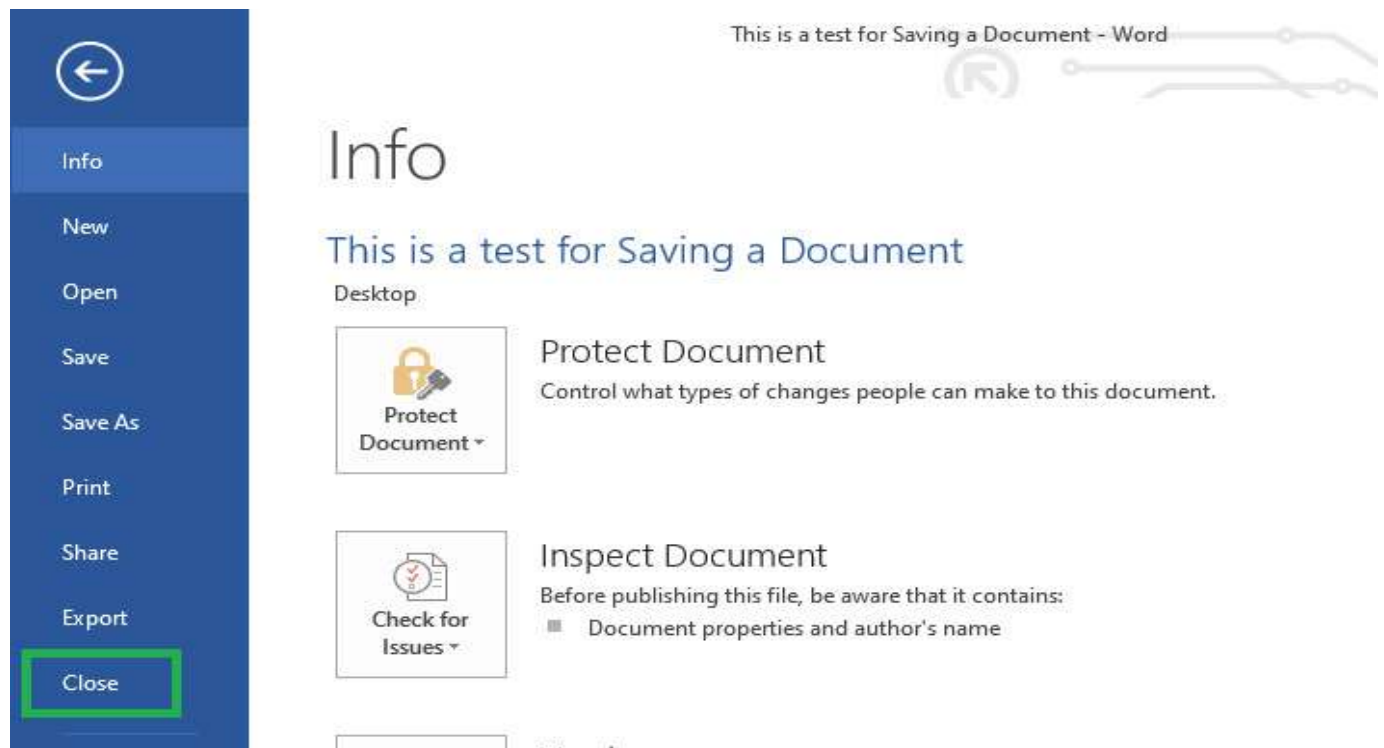 This is a test for Saving a Document - Word
Info
New
Open
Save
Save As
Print
Share
Export
Close
Info
This is a test for Saving a Document
Desktop
Protect
Document
Protect Document
Control what types of changes people can make to this document.
Check for
Issues
Inspect Document
Before publishing this file, be aware that it contains:
Document properties and author's name